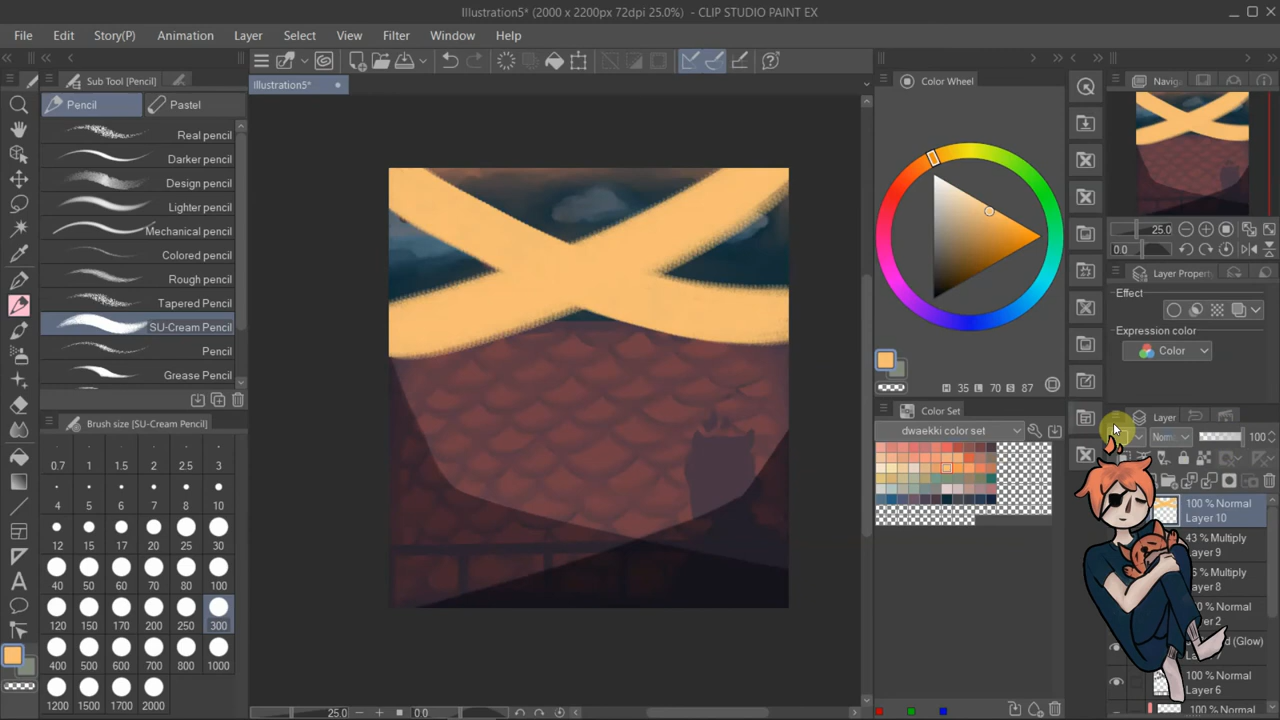 Illustration5* (2000 x 2200px 72dpi 25.0%) - CLIP STUDIO PAINT EX
File Edit Story(P) Animation Layer Select View Filter Window Help
Sub Tool [Pencil]
Illustration5*
Color Wheel
Naviga
Pencil Pastel
Real pencil
Darker pencil
Design pencil
Lighter pencil
Mechanical pencil
Colored pencil
Rough pencil
Tapered Pencil
SU-Cream Pencil
Pencil
Grease Pencil
25.0
0.0
Layer Property
Effect
Expression color
Color
H 35 L 70 S 87
Color Set
dwaekki color set
Layer
100
Brush size [SU-Cream Pencil]
0.7 1 1.5 2 2.5 3
4 5 6 7 8 10
12 15 17 20 25 30
40 50 60 70 80 100
120 150 170 200 250 300
400 500 600 700 800 1000
1200 1500 1700 2000
100 % Normal
Layer 10
43 % Multiply
Layer 9
% Multiply
Layer 8
% Normal
Layer 2
(Glow)
100 % Normal
Layer 6
100 % Normal
25.0
0.0